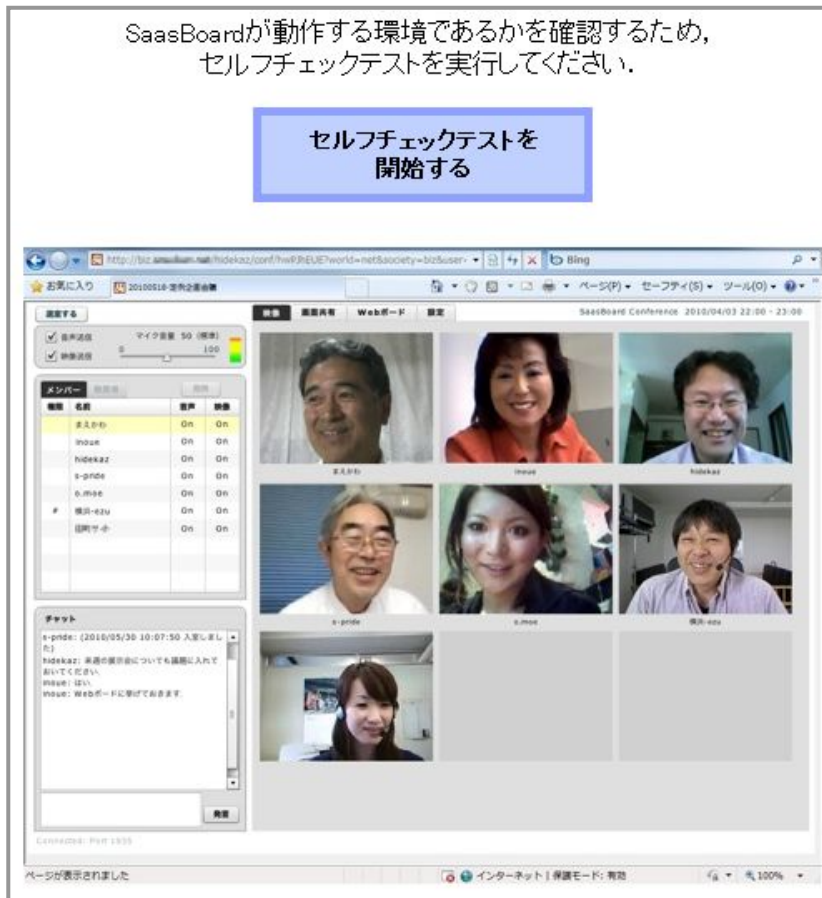 SaasBoardが動作する環境であるかを確認するため,
セルフチェックテストを実行してください.
セルフチェックテストを
開始する
http://biz. /hidekaz/conf/hwPJhEUE?world=net&society=biz&user-
Bing
お気に入り
20100518-定例企画会議
ページ(P)
セーフティ(S)
ツール(O)
退室する
映像
画面共有
Webボード
設定
SaasBoard Conference 2010/04/03 22:00 - 23:00
音声送信
マイク音量 50 (標準)
映像送信
0
100
メンバー
権限 名前 音声 映像
まえかわ On On
inoue On On
hidekaz On On
s-pride On On
o.moe On On
# 横浜-ezu On On
On On
まえかわ
inoue
hidekaz
s-pride
o.moe
横浜-ezu
チャット
s-pride: (2010/05/30 10:07:50 入室しまし
た)
hidekaz: 来週の展示会についても議題に入れて
おいてください.
inoue: はい.
inoue: Webボードに挙げておきます.
発言
Connected: Port 1935
ページが表示されました
インターネット | 保護モード: 有効
100%